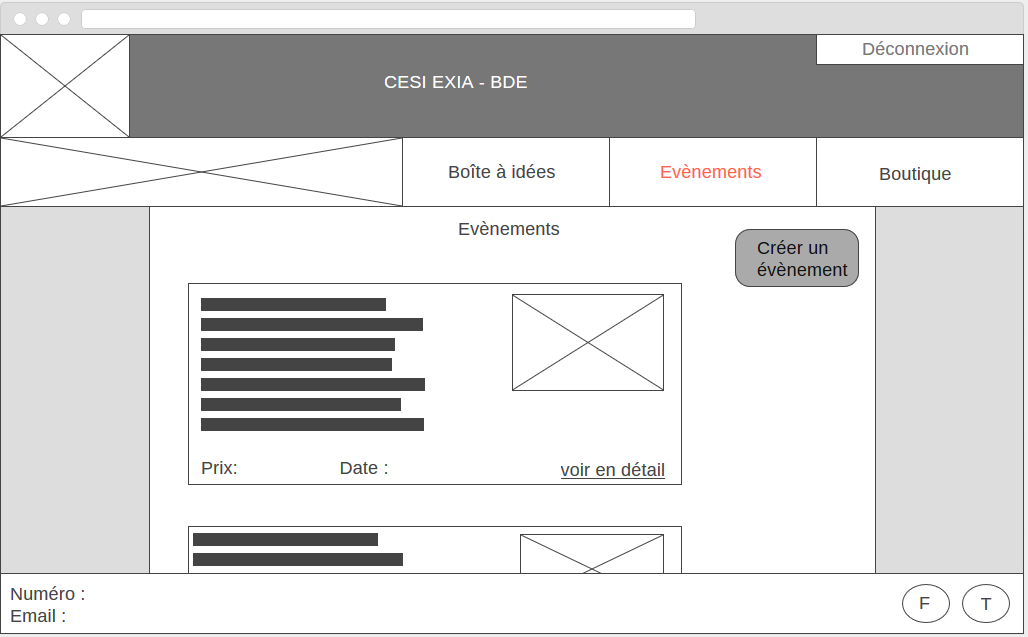 Déconnexion
CESI EXIA - BDE
Boîte à idées
Evènements
Boutique
Evènements
Créer un
évènement
Prix:
Date :
voir en détail
Numéro :
Email :
F
T